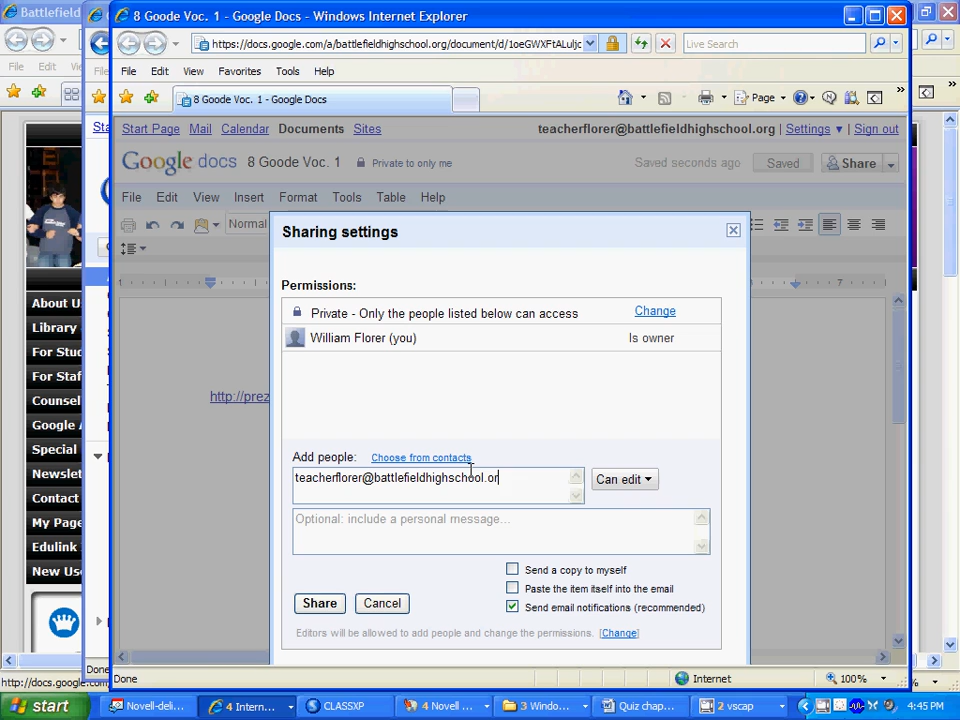 Battlefield
8 Goode Voc. 1 - Google Docs - Windows Internet Explorer
https://docs.google.com/a/battlefieldhighschool.org/document/d/1oeGWXFtALuljc
Live Search
File
Edit
File Edit View Favorites Tools Help
8 Goode Voc. 1 - Google Docs
Page
Start Page Mail Calendar Documents Sites
teacherflorer@battlefieldhighschool.org | Settings ▼ | Sign out
Google docs 8 Goode Voc. 1 Private to only me
Saved seconds ago Saved Share
File Edit View Insert Format Tools Table Help
Normal
1
7
Sharing settings
Permissions:
Private - Only the people listed below can access Change
William Florer (you) Is owner
http://prez
Add people: Choose from contacts
teacherflorer@battlefieldhighschool.or
Can edit
Optional: include a personal message...
Send a copy to myself
Paste the item itself into the email
Send email notifications (recommended)
Share Cancel
Editors will be allowed to add people and change the permissions. [Change]
About U
Library
For Stu
For Staf
Counsel
Google A
Special
Newslet
Contact
My Page
Edulink
New Use
Done
http://docs.google.com
Done
Internet
100%
start
Novell-deli...
4 Intern...
CLASSXP
4 Novell ...
3 Windo...
Quiz chap...
2 vscap
4:45 PM